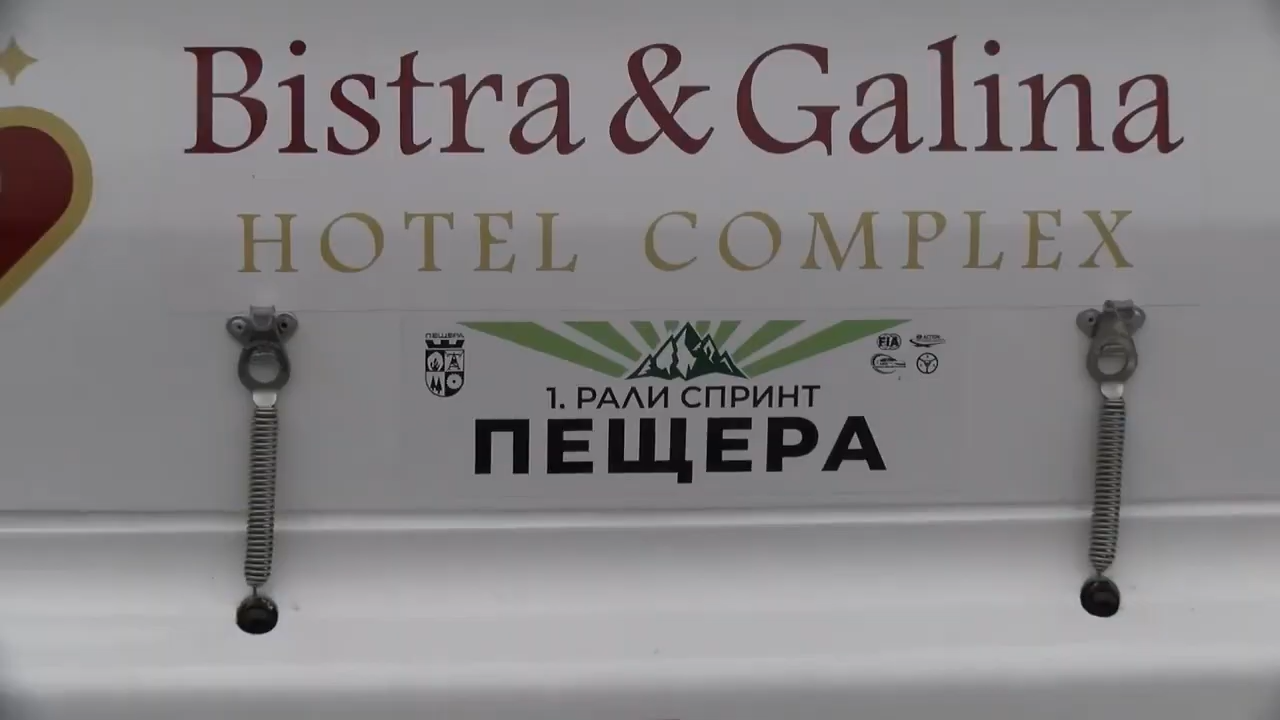 Bistra & Galina
HOTEL COMPLEX
ПЕЩЕРА
FIA
1. РАЛИ СПРИНТ
ПЕЩЕРА